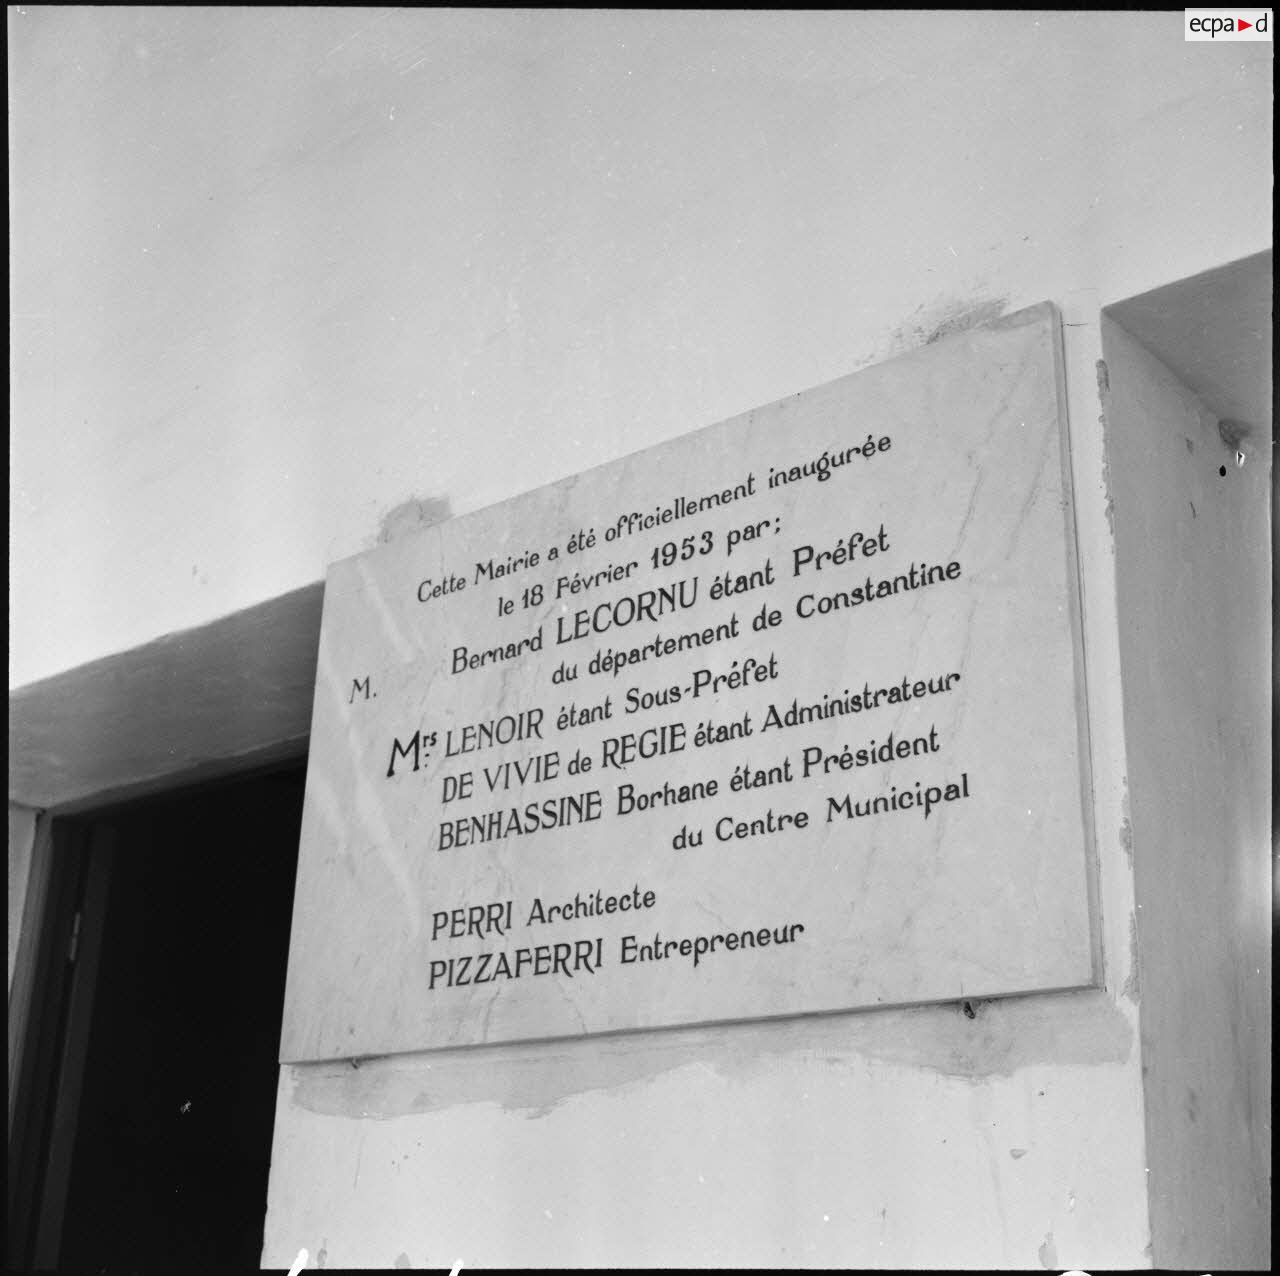 ecpad
Cette Mairie a été officiellement inaugurée
le 18 Février 1953 par:
M. Bernard LECORNU étant Préfet
du département de Constantine
Mrs. LENOIR étant Sous-Préfet
DE VIVIE de REGIE étant Administrateur
BENHASSINE Borhane étant Président
du Centre Municipal
PERRI Architecte
PIZZAFERRI Entrepreneur